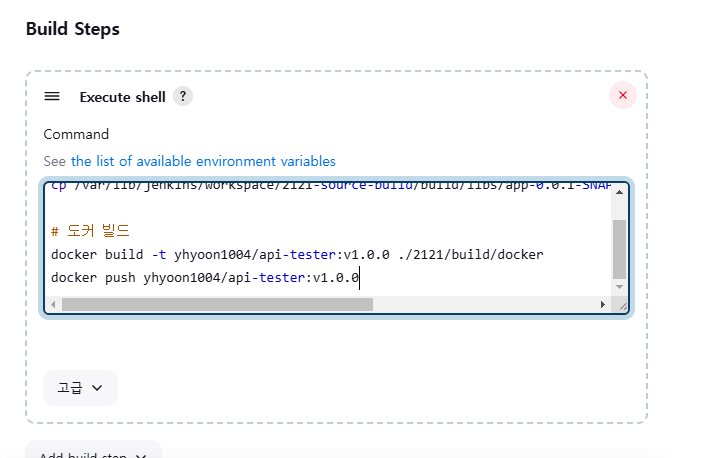 Build Steps
Execute shell ?
Command
See the list of available environment variables
cp /var/lib/jenkins/workspace/2121-source-build/build/libs/app-0.0.1-SNAP
# 도커 빌드
docker build -t yhyoon1004/api-tester:v1.0.0 ./2121/build/docker
docker push yhyoon1004/api-tester:v1.0.0
고급
Add build step